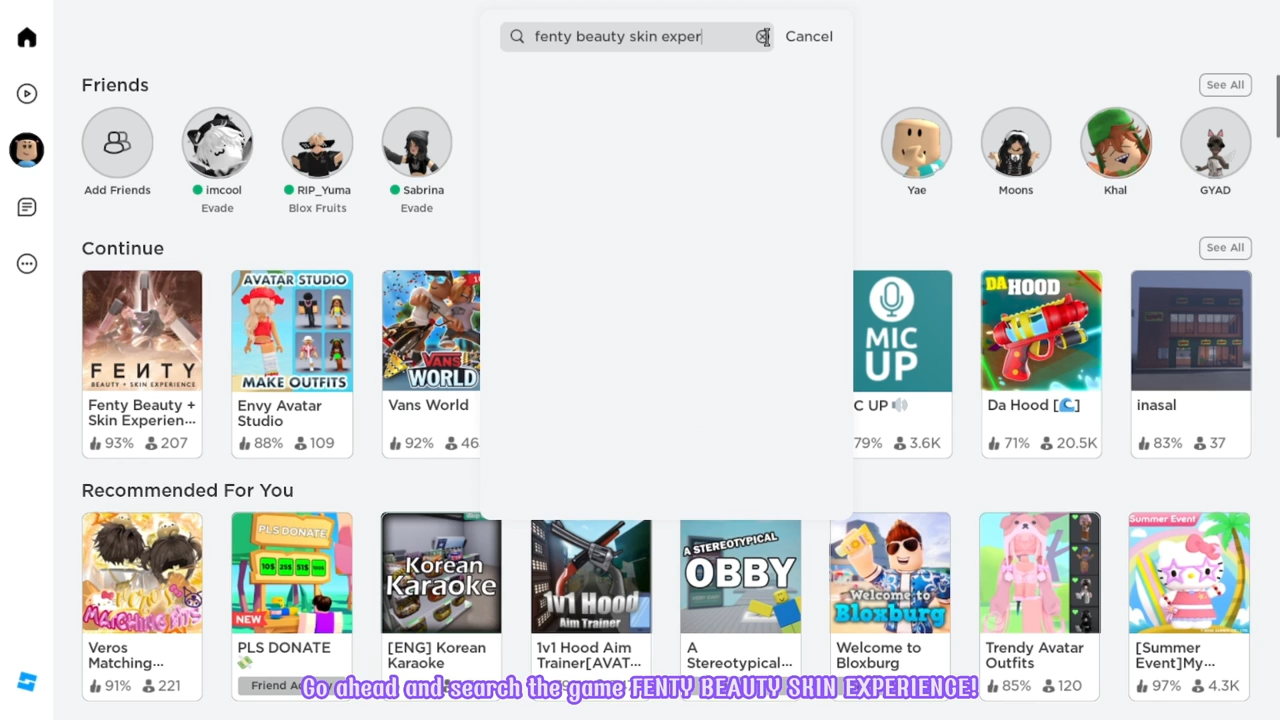 fenty beauty skin exper
Cancel
Friends
See All
Add Friends
imcool
Evade
RIP_Yuma
Blox Fruits
Sabrina
Evade
Yae
Moons
Khal
GYAD
Continue
See All
FENTY
BEAUTY + SKIN EXPERIENCE
AVATAR STUDIO
MAKE OUTFITS
VANS
WORLD
MIC
UP
DA HOOD
Fenty Beauty +
Skin Experien...
93% 207
Envy Avatar
Studio
88% 109
Vans World
92% 46
C UP
79% 3.6K
Da Hood [🌊]
71% 20.5K
inasal
83% 37
Recommended For You
PLS DONATE
NEW
Korean
Karaoke
1v1 Hood
Aim Trainer
A STEREOTYPICAL
OBBY
Welcome to
Bloxburg
Summer Event
Veros
Matching...
91% 221
PLS DONATE
💸
[ENG] Korean
Karaoke
1v1 Hood Aim
Trainer[AVAT...
A
Stereotypical...
Welcome to
Bloxburg
Trendy Avatar
Outfits
85% 120
[Summer
Event]My...
97% 4.3K
Go ahead and search the game FENTY BEAUTY SKIN EXPERIENCE!